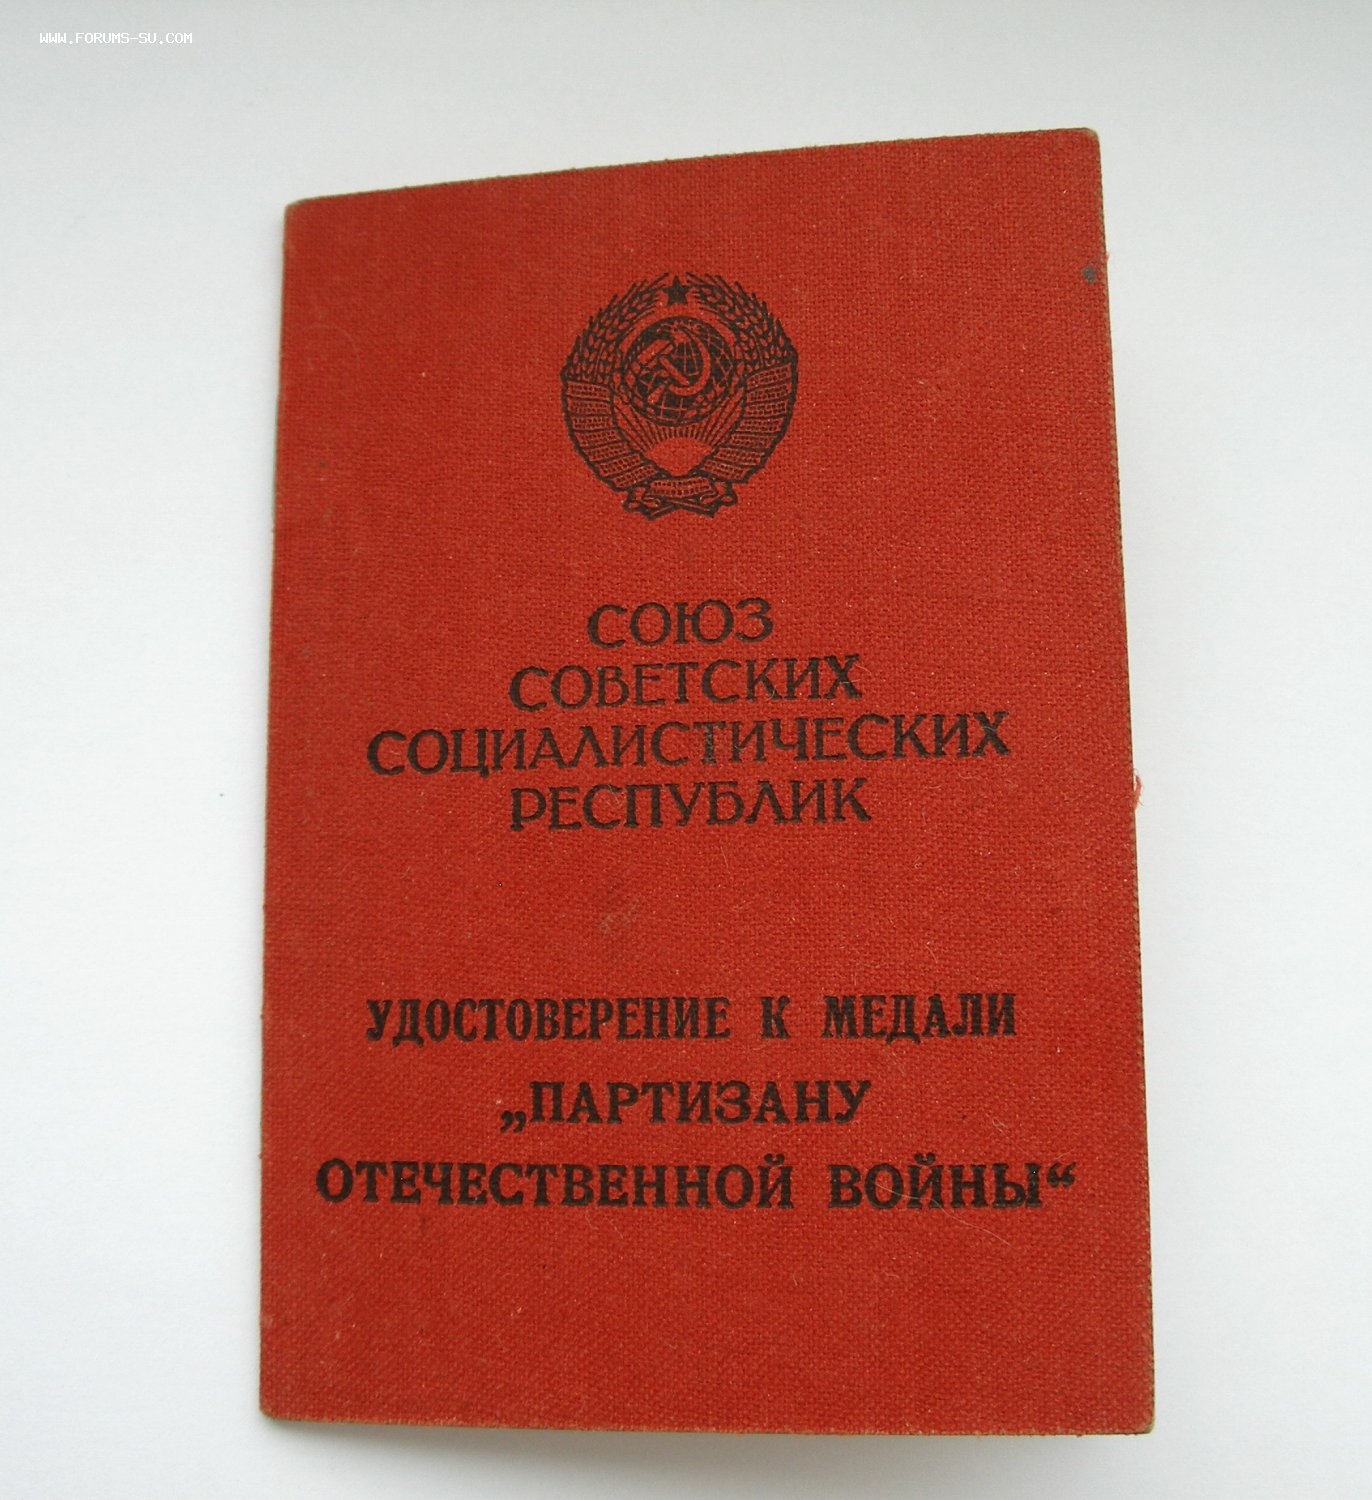 WWW.FORUMS-SU.COM
СОЮЗ
СОВЕТСКИХ
СОЦИАЛИСТИЧЕСКИХ
РЕСПУБЛИК
УДОСТОВЕРЕНИЕ К МЕДАЛИ
„ПАРТИЗАНУ
ОТЕЧЕСТВЕННОЙ ВОЙНЫ“